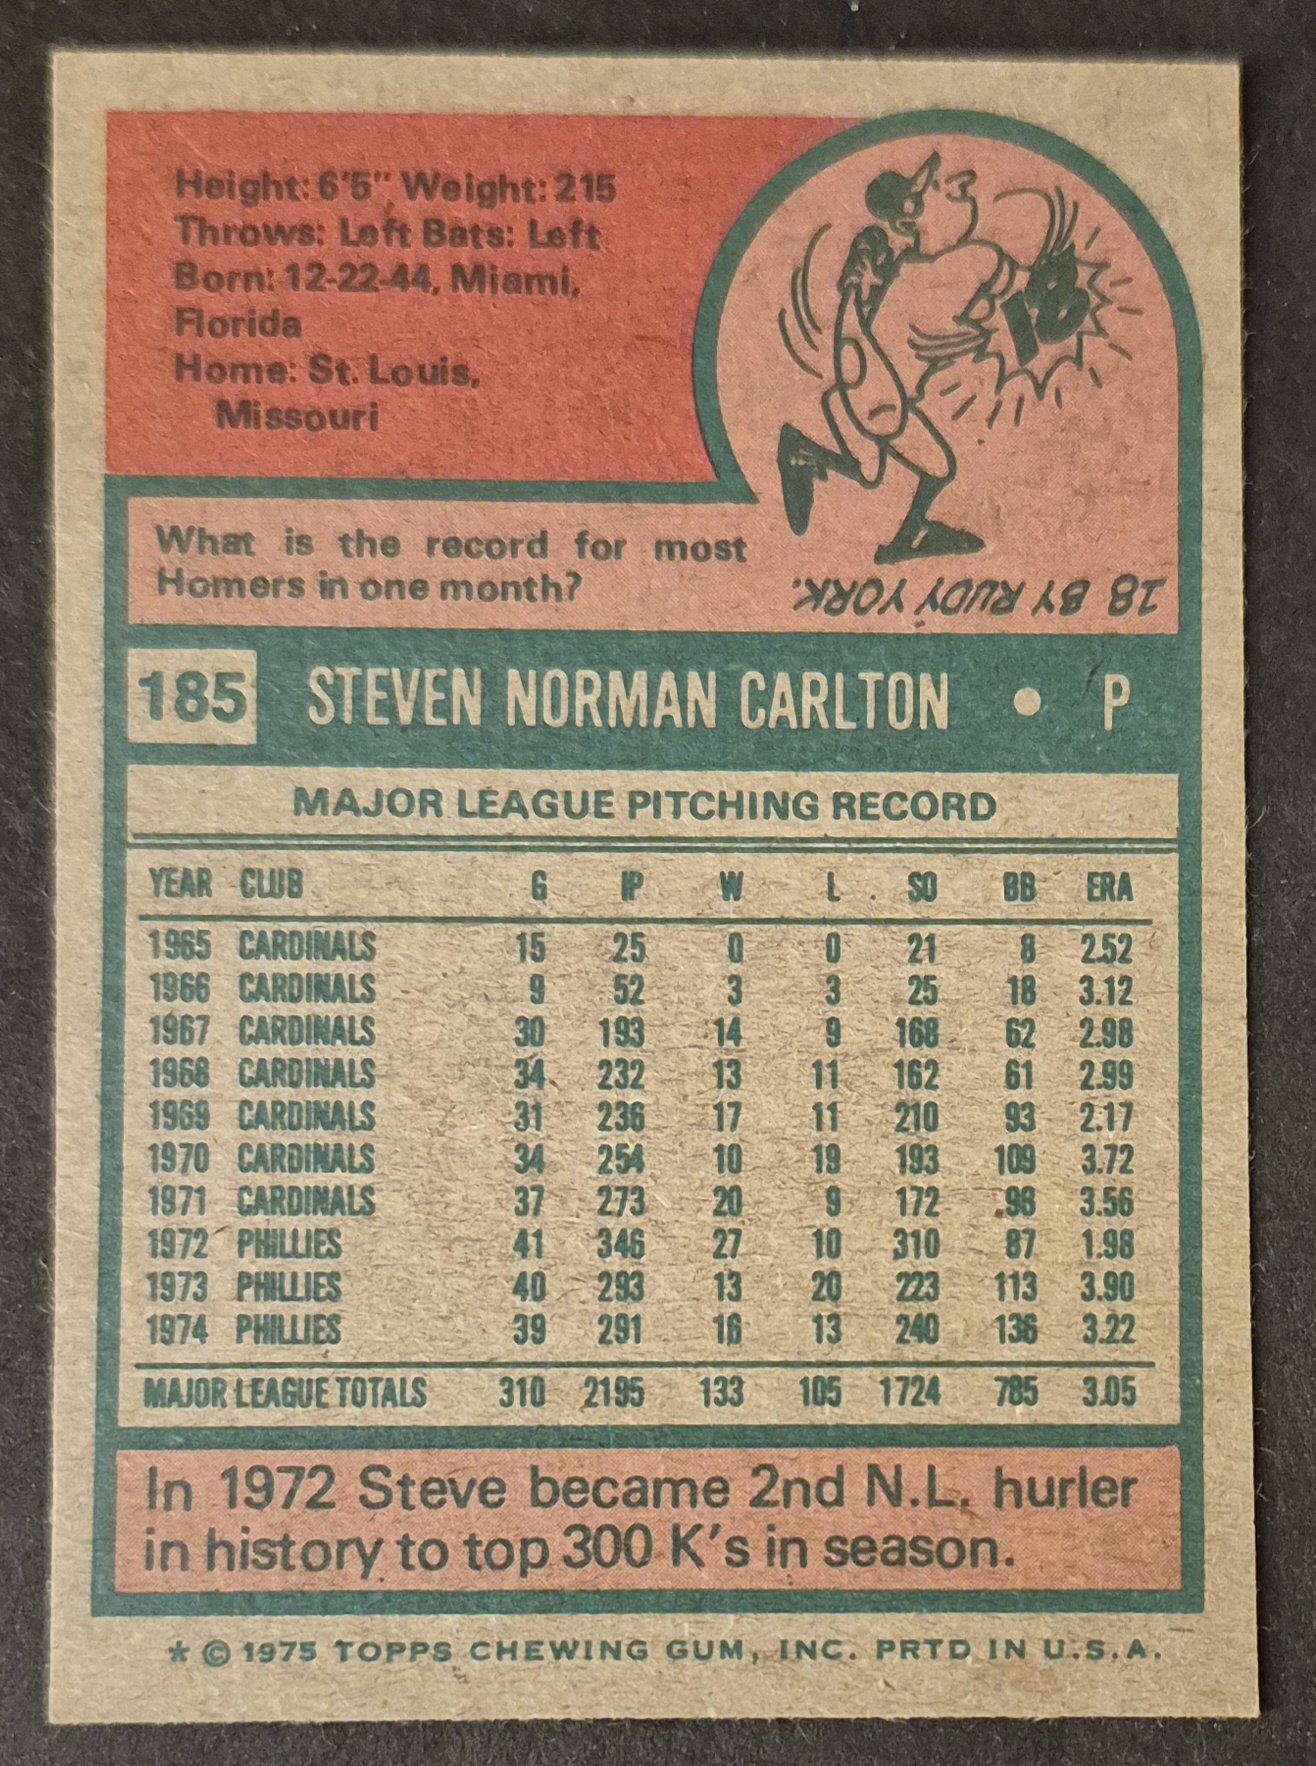 Height: 6'5" Weight: 215
Throws: Left Bats: Left
Born: 12-22-44, Miami,
Florida
Home: St. Louis,
Missouri
18
What is the record for most
Homers in one month?
18 BY RUDY YORK.
185 STEVEN NORMAN CARLTON • P
MAJOR LEAGUE PITCHING RECORD
YEAR CLUB G IP W L SO BB ERA
1965 CARDINALS 15 25 0 0 21 8 2.52
1966 CARDINALS 9 52 3 3 25 18 3.12
1967 CARDINALS 30 193 14 9 168 62 2.98
1968 CARDINALS 34 232 13 11 162 61 2.99
1969 CARDINALS 31 236 17 11 210 93 2.17
1970 CARDINALS 34 254 10 19 193 109 3.72
1971 CARDINALS 37 273 20 9 172 98 3.56
1972 PHILLIES 41 346 27 10 310 87 1.98
1973 PHILLIES 40 293 13 20 223 113 3.90
1974 PHILLIES 39 291 16 13 240 136 3.22
MAJOR LEAGUE TOTALS 310 2195 133 105 1724 785 3.05
In 1972 Steve became 2nd N.L. hurler
in history to top 300 K's in season.
* © 1975 TOPPS CHEWING GUM, INC. PRTD IN U.S.A.